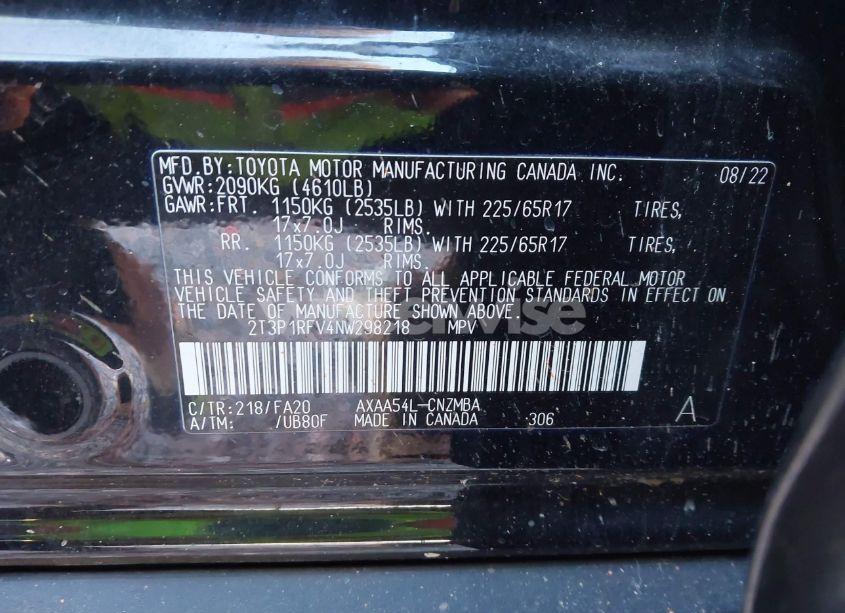 MFD.BY:TOYOTA MOTOR MANUFACTURING CANADA INC. 08/22
GVWR:2090KG (4610LB)
GAWR:FRT. 1150KG (2535LB) WITH 225/65R17 TIRES,
17x7.0J RIMS.
RR. 1150KG (2535LB) WITH 225/65R17 TIRES,
17x7.0J RIMS.
THIS VEHICLE CONFORMS TO ALL APPLICABLE FEDERAL MOTOR
VEHICLE SAFETY AND THEFT PREVENTION STANDARDS IN EFFECT ON
THE DATE OF MANUFACTURE SHOWN ABOVE.
2T3P1RFV4NW298218 MPV
C/TR:218/FA20 AXAA54L-CNZMBA
A/TM: /UB80F MADE IN CANADA 306 A